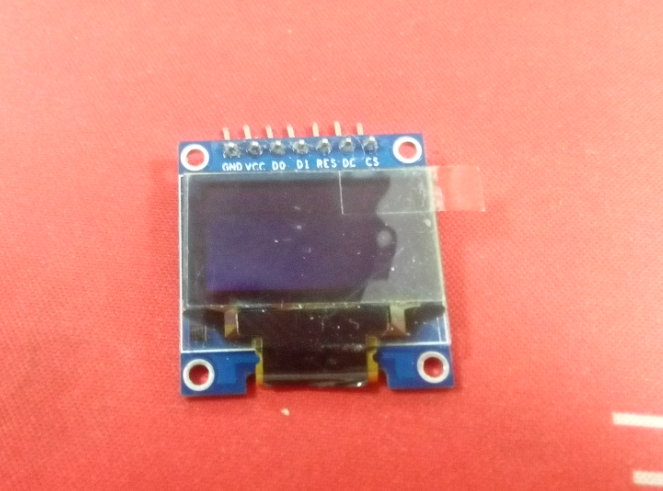 GND VCC D0 D1 RES DC CS